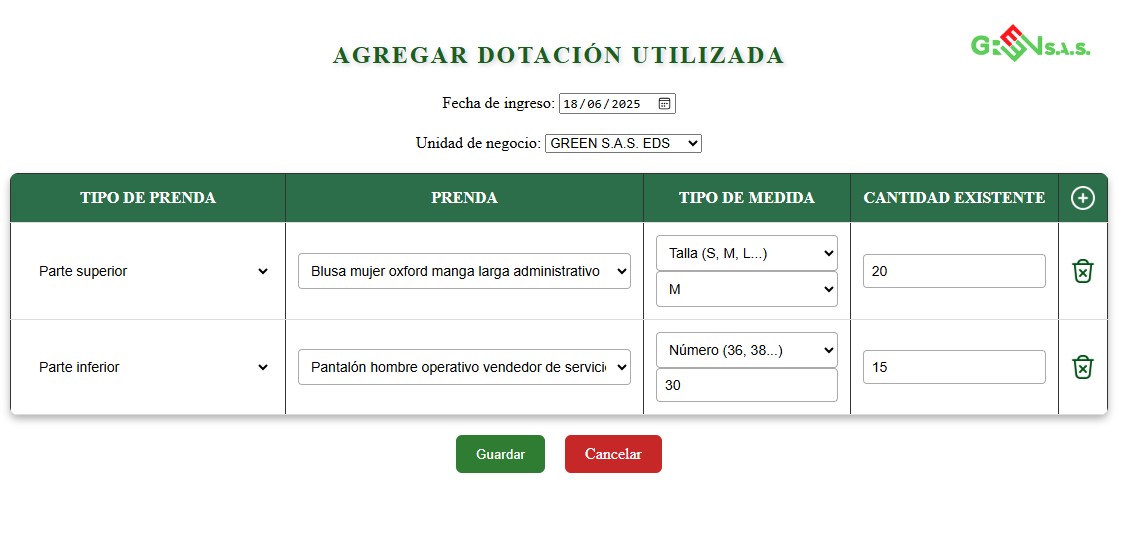 GREEN S.A.S.
AGREGAR DOTACIÓN UTILIZADA
Fecha de ingreso: 18/06/2025
Unidad de negocio: GREEN S.A.S. EDS
TIPO DE PRENDA PRENDA TIPO DE MEDIDA CANTIDAD EXISTENTE
Parte superior Blusa mujer oxford manga larga administrativo Talla (S, M, L...) 20
M
Parte inferior Pantalón hombre operativo vendedor de servici Número (36, 38...) 15
30
Guardar Cancelar